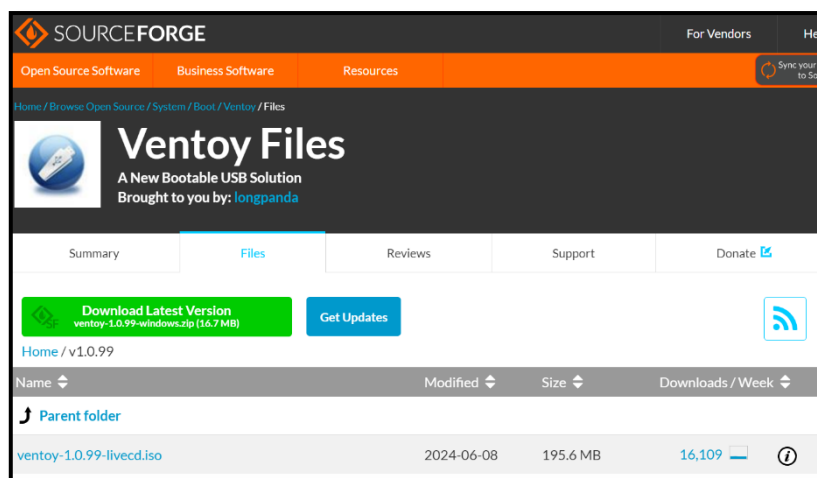 SOURCEFORGE
For Vendors
Open Source Software Business Software Resources
Sync your
Home / Browse Open Source / System / Boot / Ventoy / Files
Ventoy Files
A New Bootable USB Solution
Brought to you by: longpanda
Summary Files Reviews Support Donate
Download Latest Version
ventoy-1.0.99-windows.zip (16.7 MB)
SF
Get Updates
Home / v1.0.99
Name Modified Size Downloads / Week
Parent folder
ventoy-1.0.99-livecd.iso 2024-06-08 195.6 MB 16,109